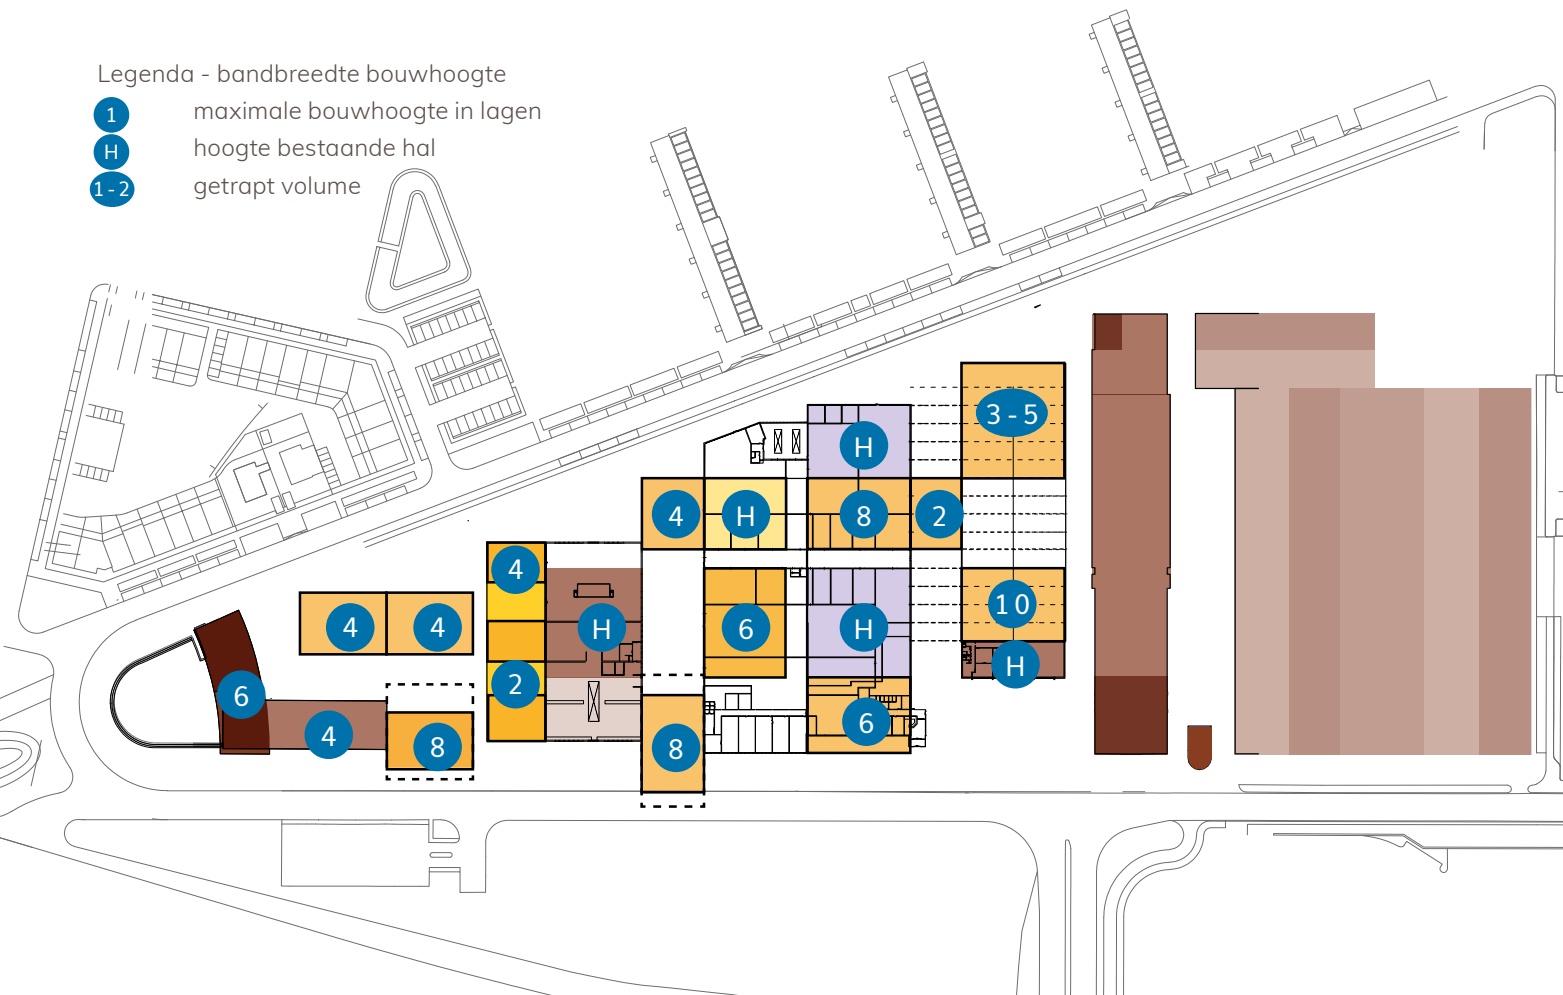 Legenda - bandbreedte bouwhoogte
1 maximale bouwhoogte in lagen
H hoogte bestaande hal
1-2 getrapt volume
3-5
H
4 H 8 2
4
10
4 4 H 6 H
H
2
6
6
4 8 8